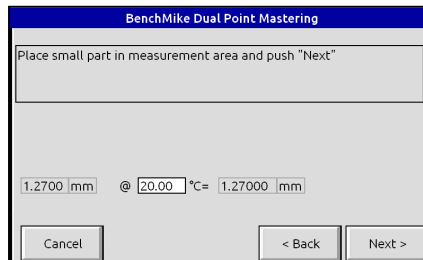 BenchMike Dual Point Mastering
Place small part in measurement area and push "Next"
1.2700 mm @ 20.00 °C= 1.27000 mm
Cancel < Back Next >